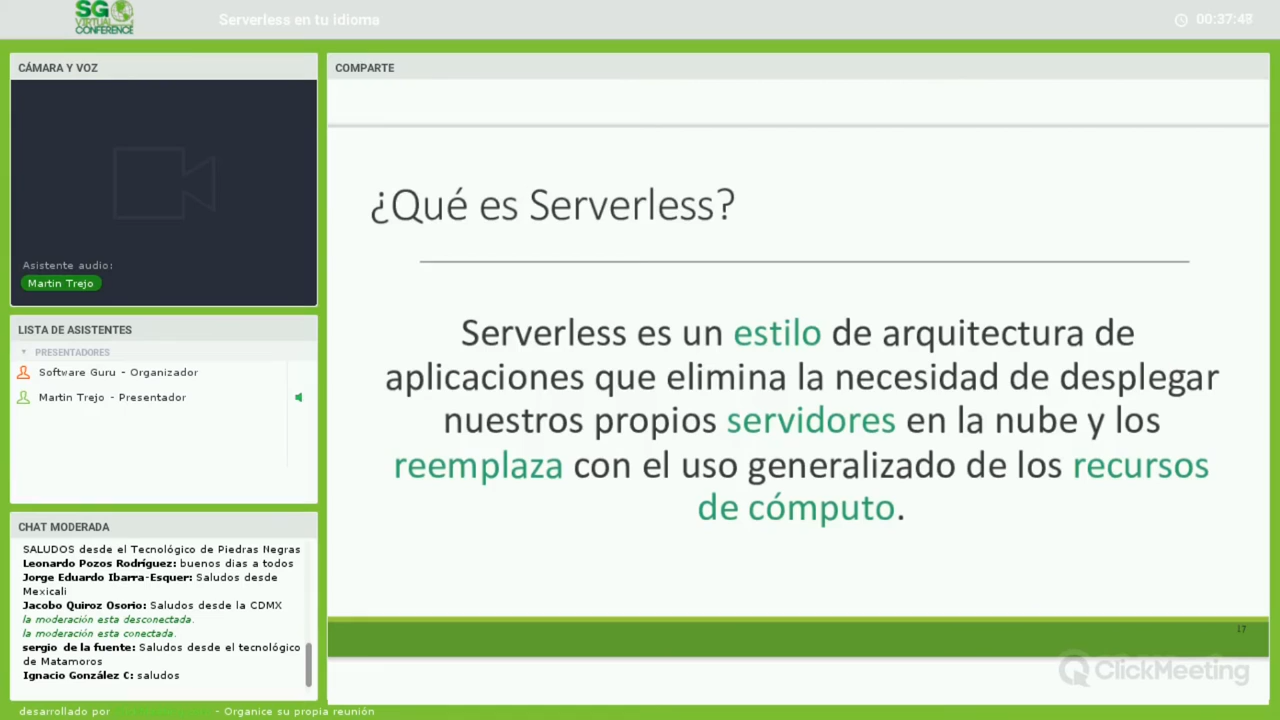 SG
VIRTUAL
CONFERENCE
Serverless en tu idioma
00:37:48
CÁMARA Y VOZ
Asistente audio:
Martin Trejo
LISTA DE ASISTENTES
PRESENTADORES
Software Guru - Organizador
Martin Trejo - Presentador
CHAT MODERADA
SALUDOS desde el Tecnológico de Piedras Negras
Leonardo Pozos Rodríguez: buenos dias a todos
Jorge Eduardo Ibarra-Esquer: Saludos desde
Mexicali
Jacobo Quiroz Osorio: Saludos desde la CDMX
la moderación esta desconectada.
la moderación esta conectada.
sergio de la fuente: Saludos desde el tecnológico
de Matamoros
Ignacio González C: saludos
COMPARTE
¿Qué es Serverless?
Serverless es un estilo de arquitectura de
aplicaciones que elimina la necesidad de desplegar
nuestros propios servidores en la nube y los
reemplaza con el uso generalizado de los recursos
de cómputo.
17
ClickMeeting
desarrollado por - Organice su propia reunión